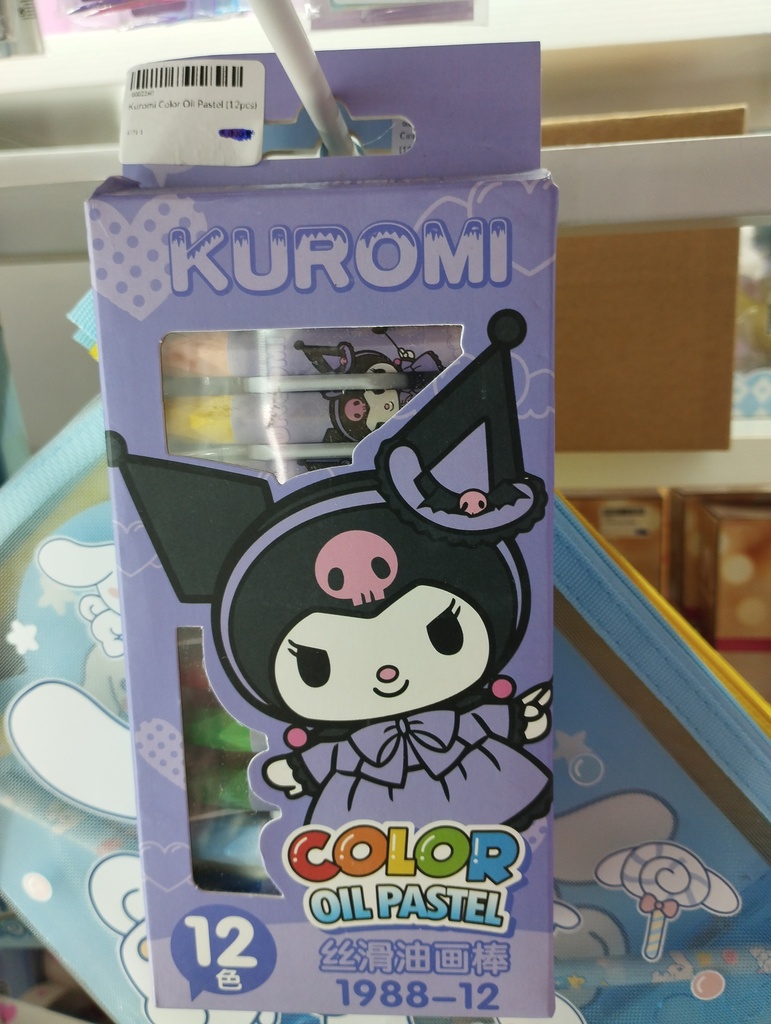 Kuromi Color Oil Pastel (12pcs)
KUROMI
COLOR
OIL PASTEL
12
色
丝滑油画棒
1988-12